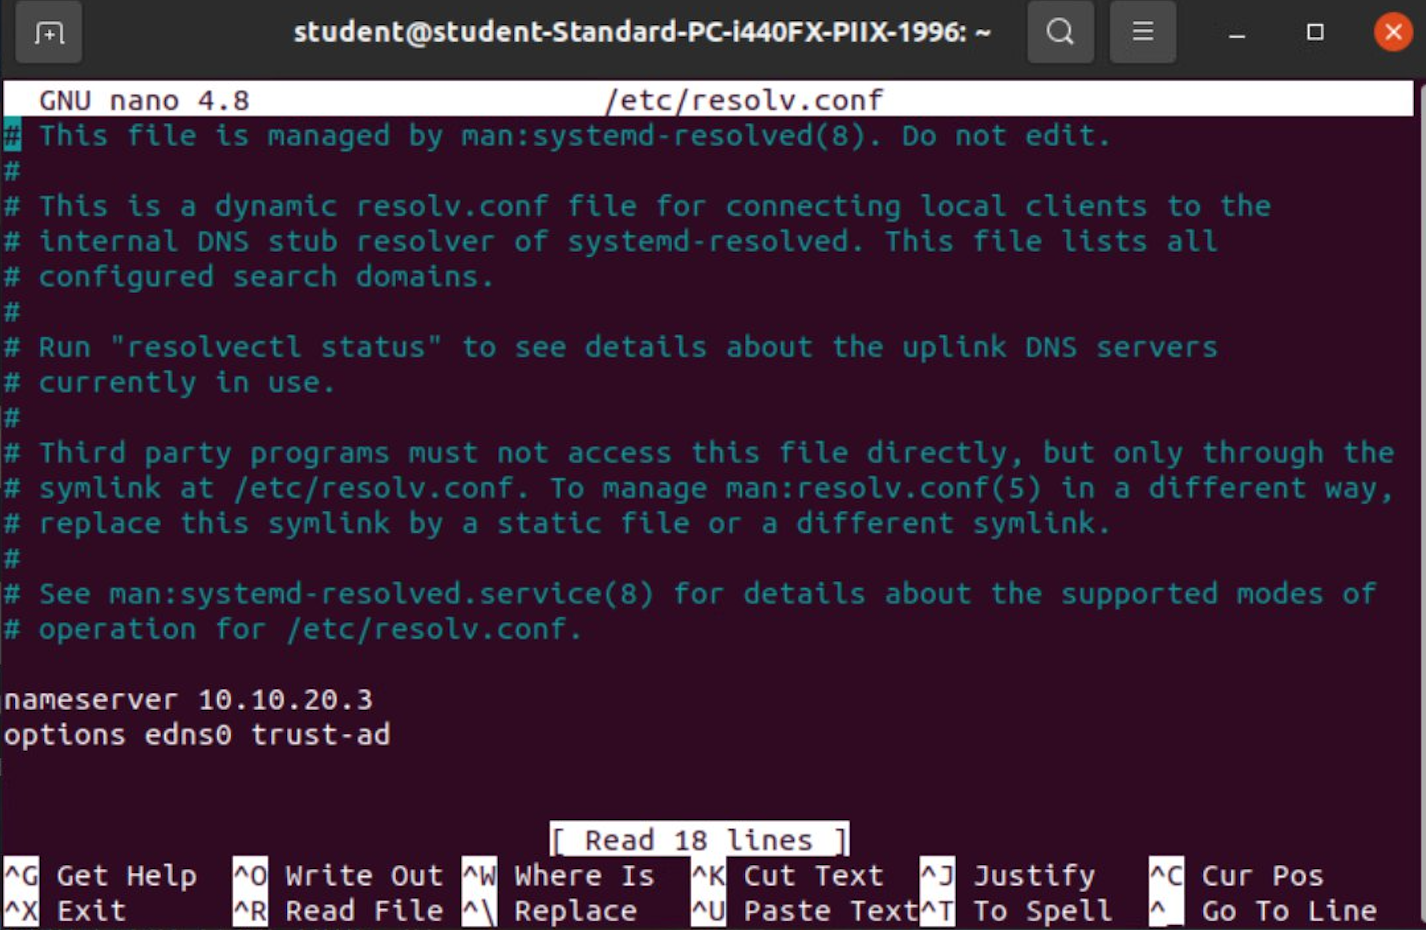 student@student-Standard-PC-i440FX-PIIX-1996: ~
GNU nano 4.8 /etc/resolv.conf
# This file is managed by man:systemd-resolved(8). Do not edit.
#
# This is a dynamic resolv.conf file for connecting local clients to the
# internal DNS stub resolver of systemd-resolved. This file lists all
# configured search domains.
#
# Run "resolvectl status" to see details about the uplink DNS servers
# currently in use.
#
# Third party programs must not access this file directly, but only through the
# symlink at /etc/resolv.conf. To manage man:resolv.conf(5) in a different way,
# replace this symlink by a static file or a different symlink.
#
# See man:systemd-resolved.service(8) for details about the supported modes of
# operation for /etc/resolv.conf.
nameserver 10.10.20.3
options edns0 trust-ad
[ Read 18 lines ]
^G Get Help ^O Write Out ^W Where Is ^K Cut Text ^J Justify ^C Cur Pos
^X Exit ^R Read File ^\ Replace ^U Paste Text ^T To Spell ^_ Go To Line